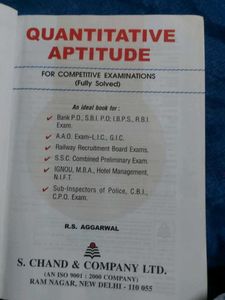 QUANTITATIVE
APTITUDE
FOR COMPETITIVE EXAMINATIONS
(Fully Solved)
An ideal book for :
Bank P.O., S.B.I. P.O; I.B.P.S., R.B.I.
Exam.
A.A.O. Exam–L.I.C., G.I.C.
Railway Recruitment Board Exams.
S.S.C. Combined Preliminary Exam.
IGNOU, M.B.A., Hotel Management,
N.I.F.T.
Sub-Inspectors of Police, C.B.I.,
C.P.O. Exam.
R.S. AGGARWAL
S. CHAND & COMPANY LTD.
(AN ISO 9001 : 2000 COMPANY)
RAM NAGAR, NEW DELHI - 110 055